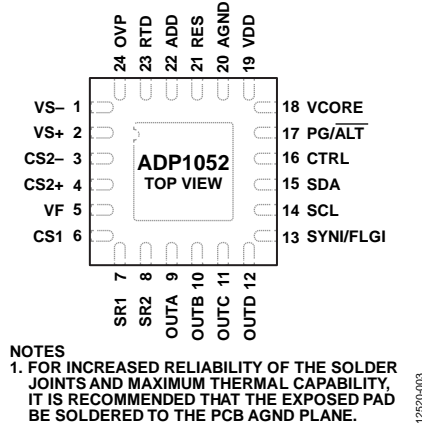 24 OVP
23 RTD
22 ADD
21 RES
20 AGND
19 VDD
VS– 1
VS+ 2
CS2– 3
CS2+ 4
VF 5
CS1 6
ADP1052
TOP VIEW
18 VCORE
17 PG/ALT
16 CTRL
15 SDA
14 SCL
13 SYNI/FLGI
SR1 7
SR2 8
OUTA 9
OUTB 10
OUTC 11
OUTD 12
NOTES
1. FOR INCREASED RELIABILITY OF THE SOLDER
JOINTS AND MAXIMUM THERMAL CAPABILITY,
IT IS RECOMMENDED THAT THE EXPOSED PAD
BE SOLDERED TO THE PCB AGND PLANE.
12520-003